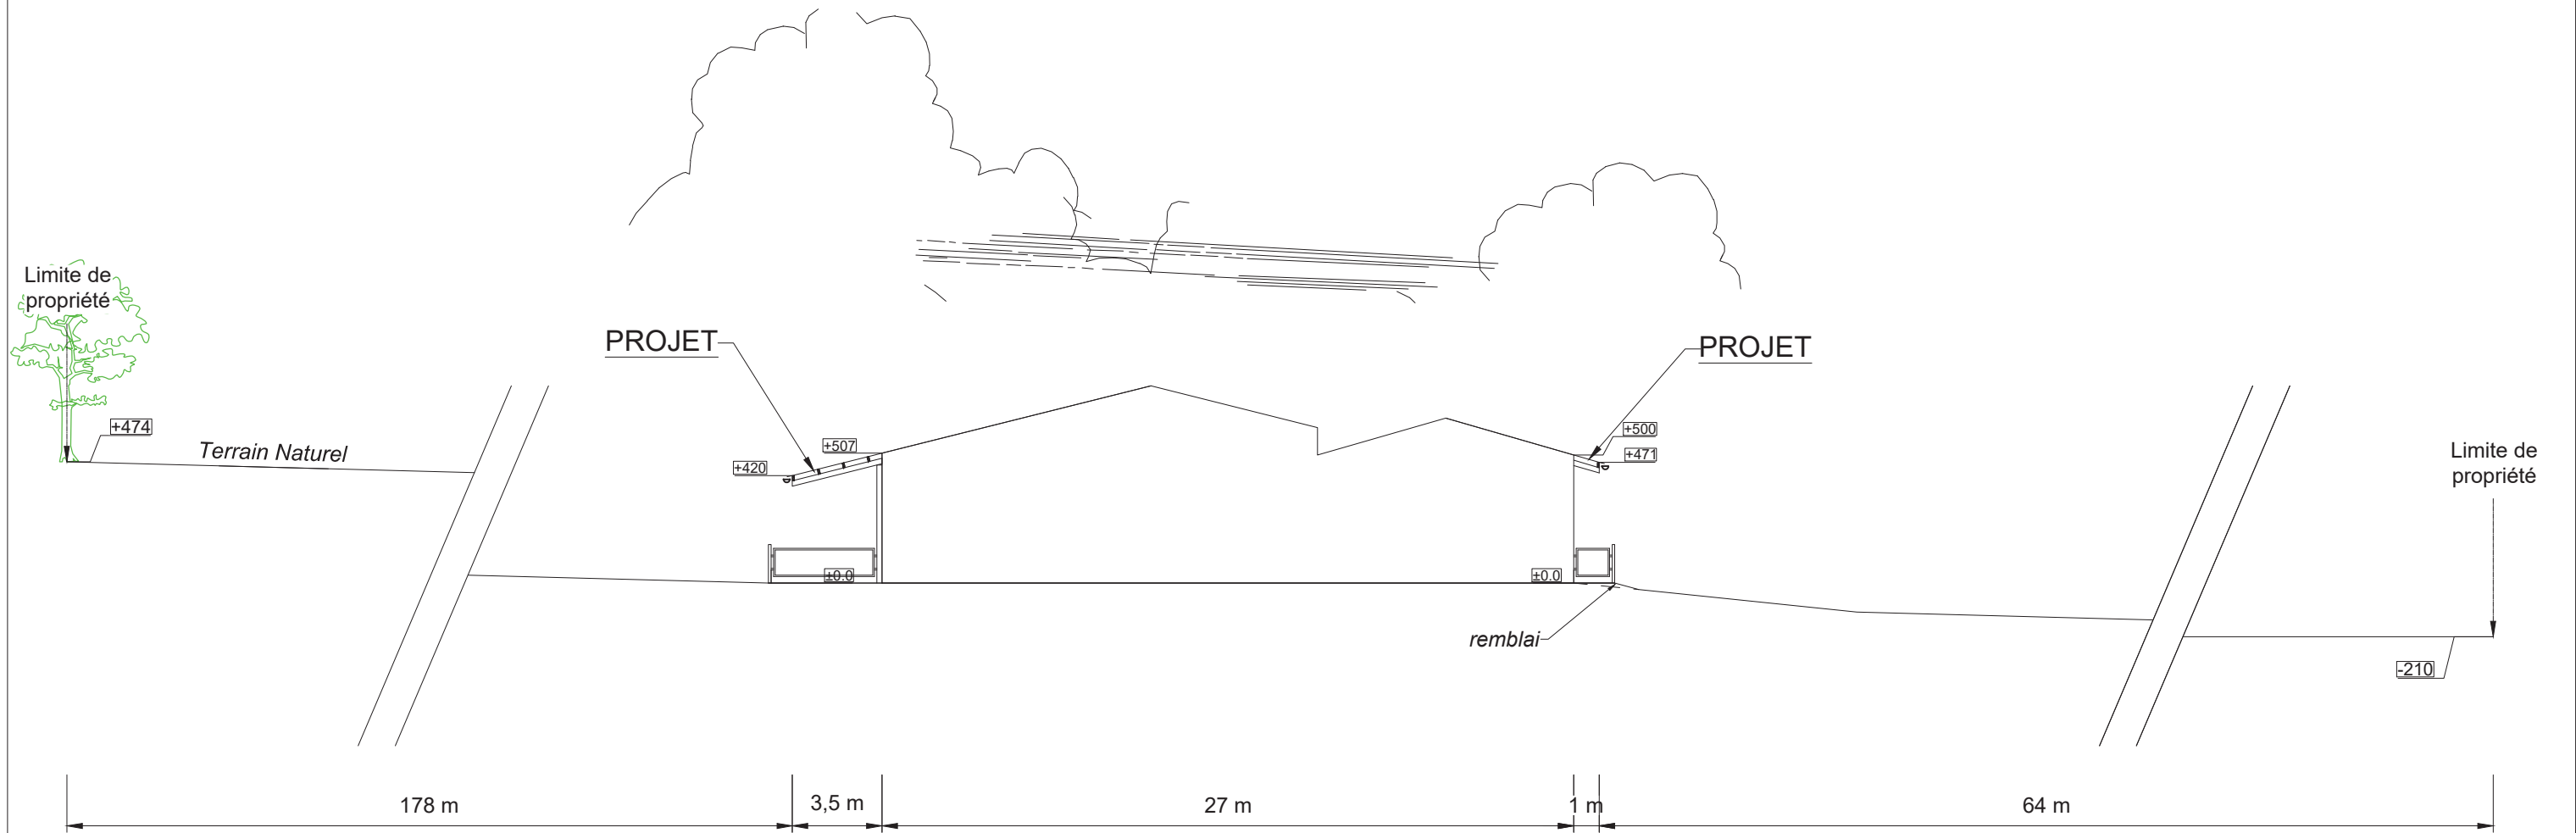 Limite de
propriété
PROJET
PROJET
+474
Terrain Naturel
+507
+420
+500
+471
Limite de
propriété
±0.0
±0.0
remblai
-210
178 m
3,5 m
27 m
1 m
64 m